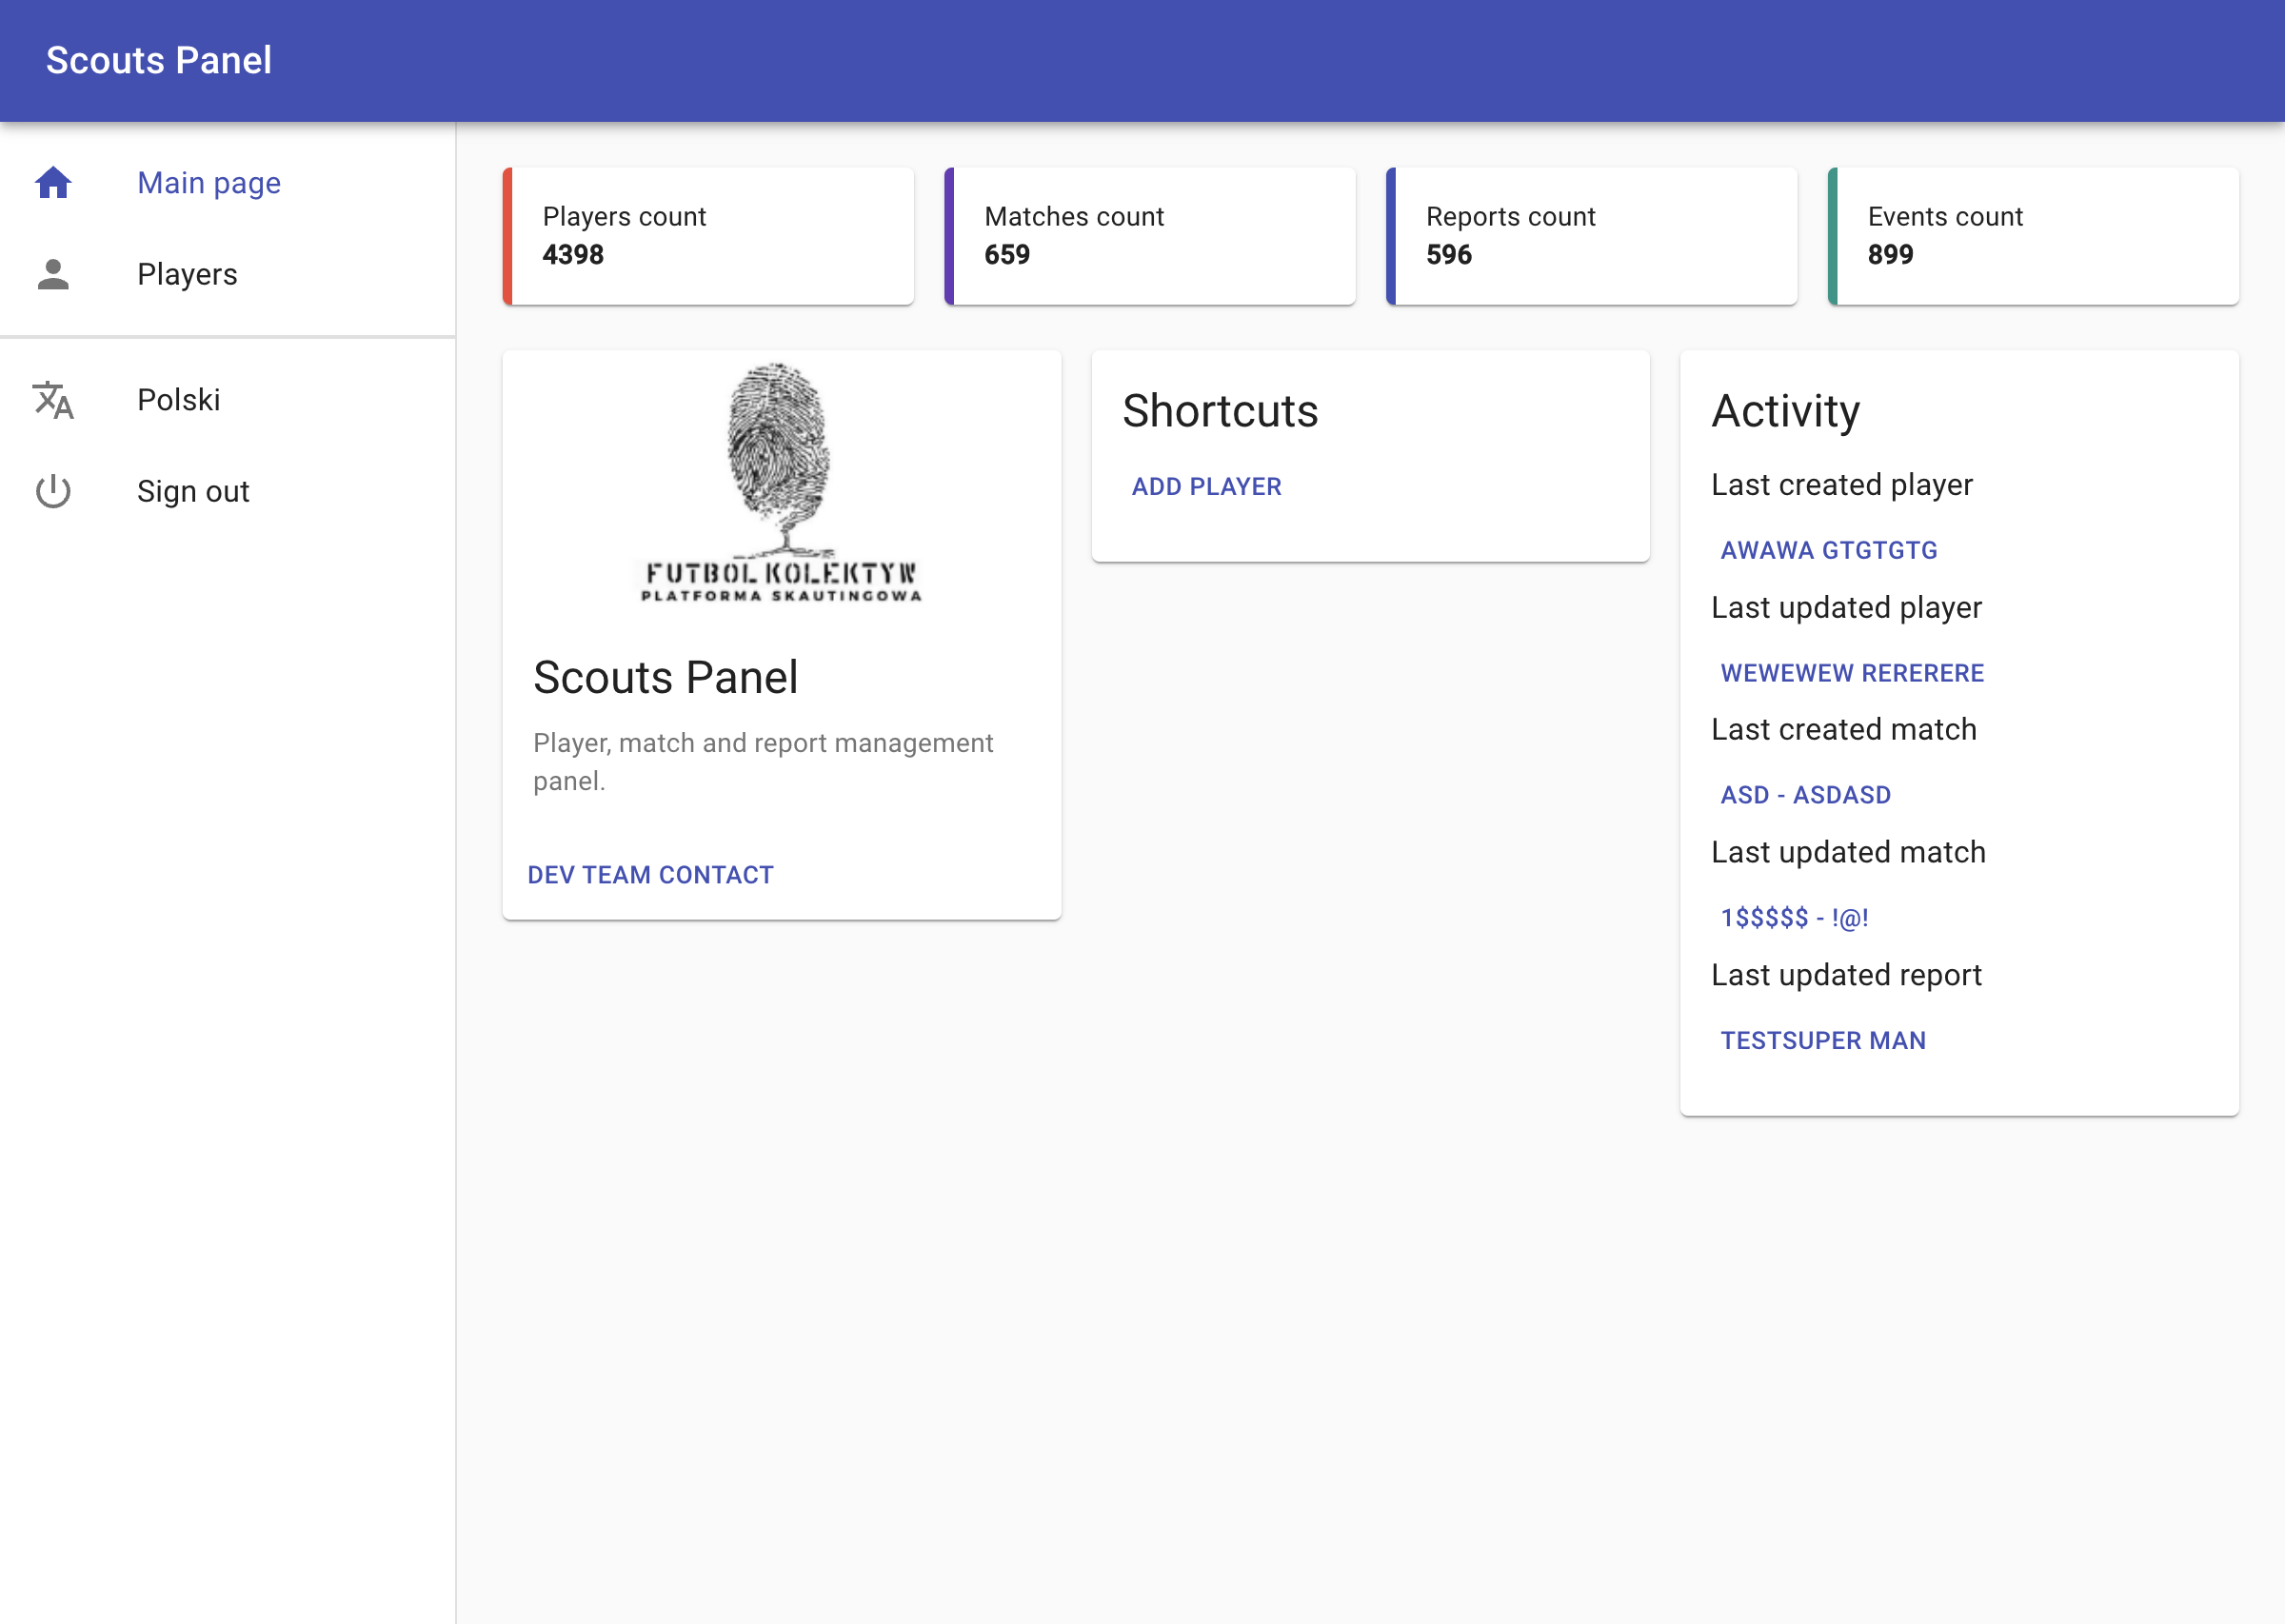 Scouts Panel
Main page
Players
Polski
Sign out
Players count
4398
Matches count
659
Reports count
596
Events count
899
FUTBOL KOLEKTYW
PLATFORMA SKAUTINGOWA
Scouts Panel
Player, match and report management
panel.
DEV TEAM CONTACT
Shortcuts
ADD PLAYER
Activity
Last created player
AWAWA GTGTGTG
Last updated player
WEWEWEW REREРERE
Last created match
ASD - ASDASD
Last updated match
1$$$$$ - !@!
Last updated report
TESTSUPER MAN